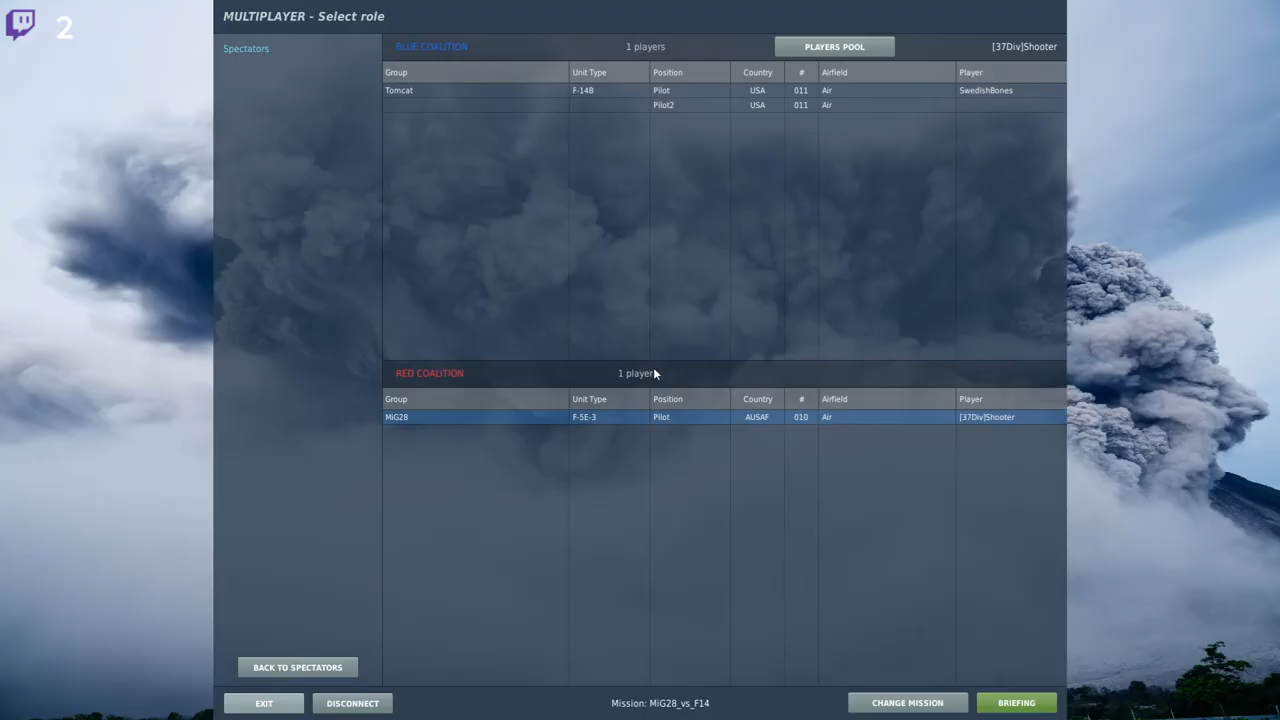 2
MULTIPLAYER - Select role
Spectators
BLUE COALITION 1 players PLAYERS POOL [37Div]Shooter
Group Unit Type Position Country # Airfield Player
Tomcat F-14B Pilot USA 011 Air SwedishBones
Pilot2 USA 011 Air
RED COALITION 1 player
Group Unit Type Position Country # Airfield Player
MiG28 F-5E-3 Pilot AUSAF 010 Air [37Div]Shooter
BACK TO SPECTATORS
EXIT DISCONNECT Mission: MiG28_vs_F14 CHANGE MISSION BRIEFING